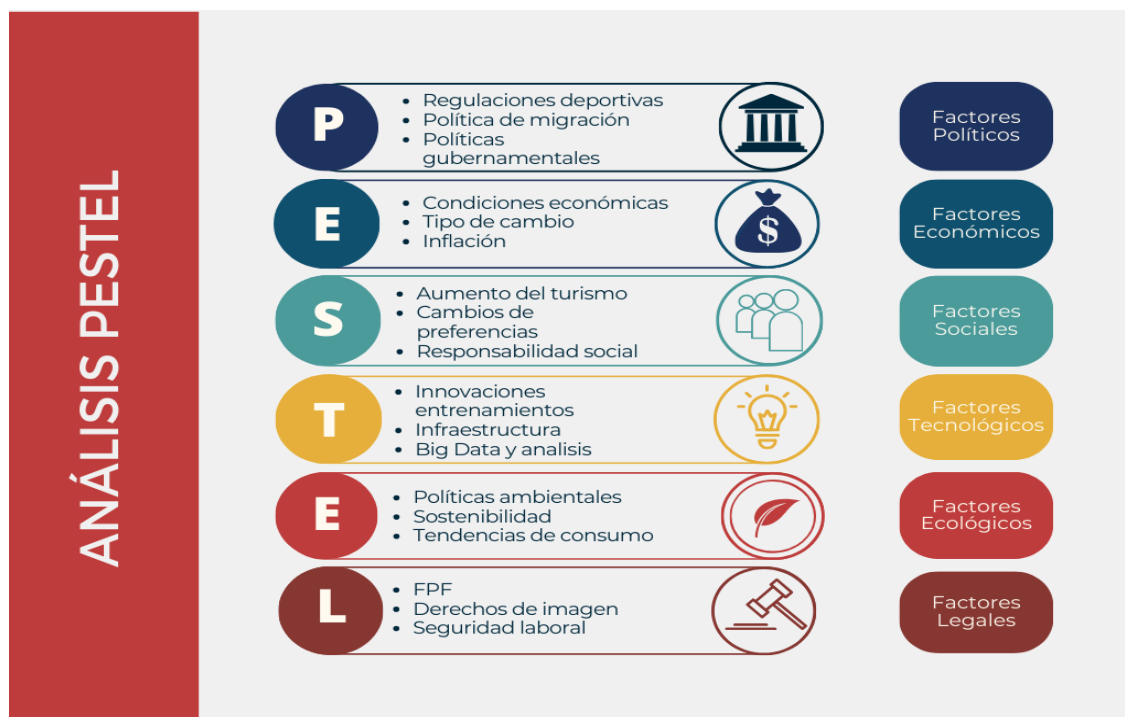 ANÁLISIS PESTEL
P
• Regulaciones deportivas
• Política de migración
• Políticas
gubernamentales
Factores
Políticos
E
• Condiciones económicas
• Tipo de cambio
• Inflación
$
Factores
Económicos
S
• Aumento del turismo
• Cambios de
preferencias
• Responsabilidad social
Factores
Sociales
T
• Innovaciones
entrenamientos
• Infraestructura
• Big Data y analisis
Factores
Tecnológicos
E
• Políticas ambientales
• Sostenibilidad
• Tendencias de consumo
Factores
Ecológicos
L
• FPF
• Derechos de imagen
• Seguridad laboral
Factores
Legales